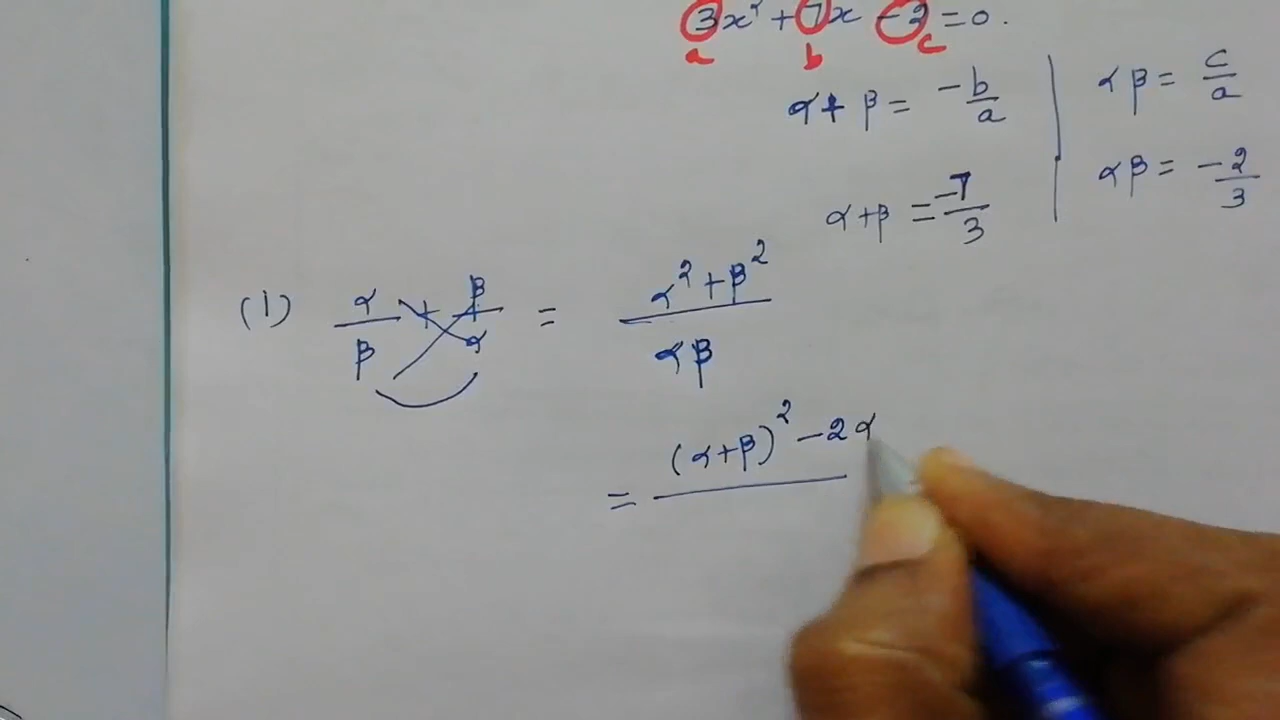 3x² + 7x - 2 = 0.
a b c
α + β = -b/a | αβ = c/a
α + β = -7/3 | αβ = -2/3
(1) α/β + β/α = α² + β² / αβ
= (α+β)² - 2α